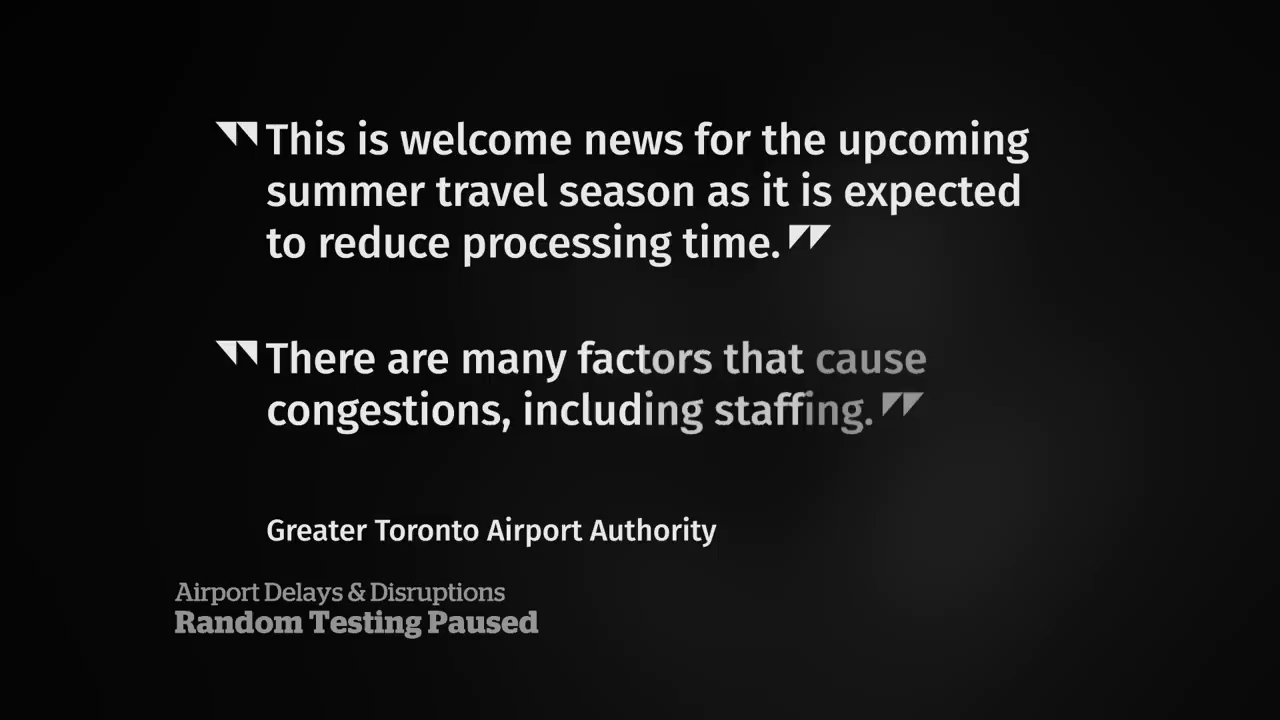 "This is welcome news for the upcoming
summer travel season as it is expected
to reduce processing time."
"There are many factors that cause
congestions, including staffing."
Greater Toronto Airport Authority
Airport Delays & Disruptions
Random Testing Paused